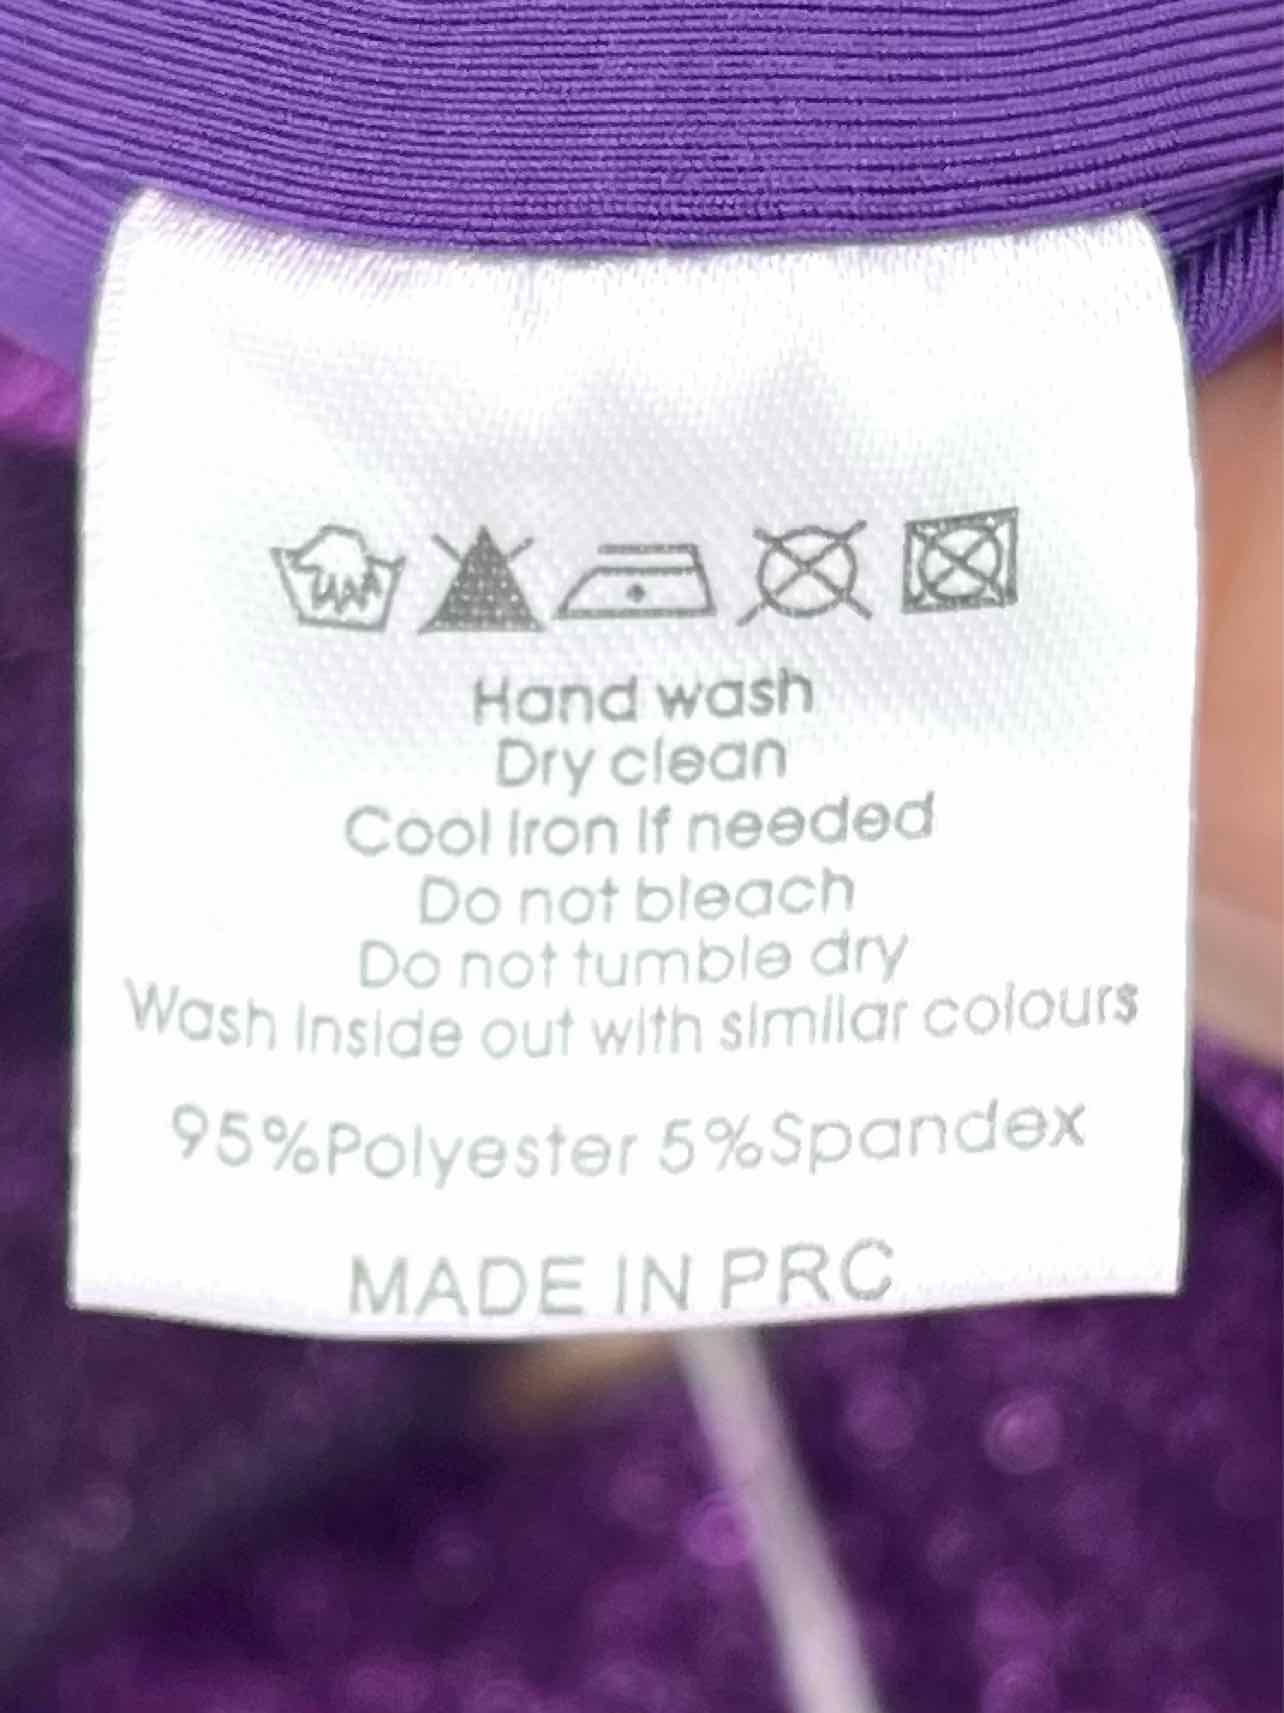 Hand wash
Dry clean
Cool Iron If needed
Do not bleach
Do not tumble dry
Wash Inside out with similar colours
95%Polyester 5%Spandex
MADE IN PRC